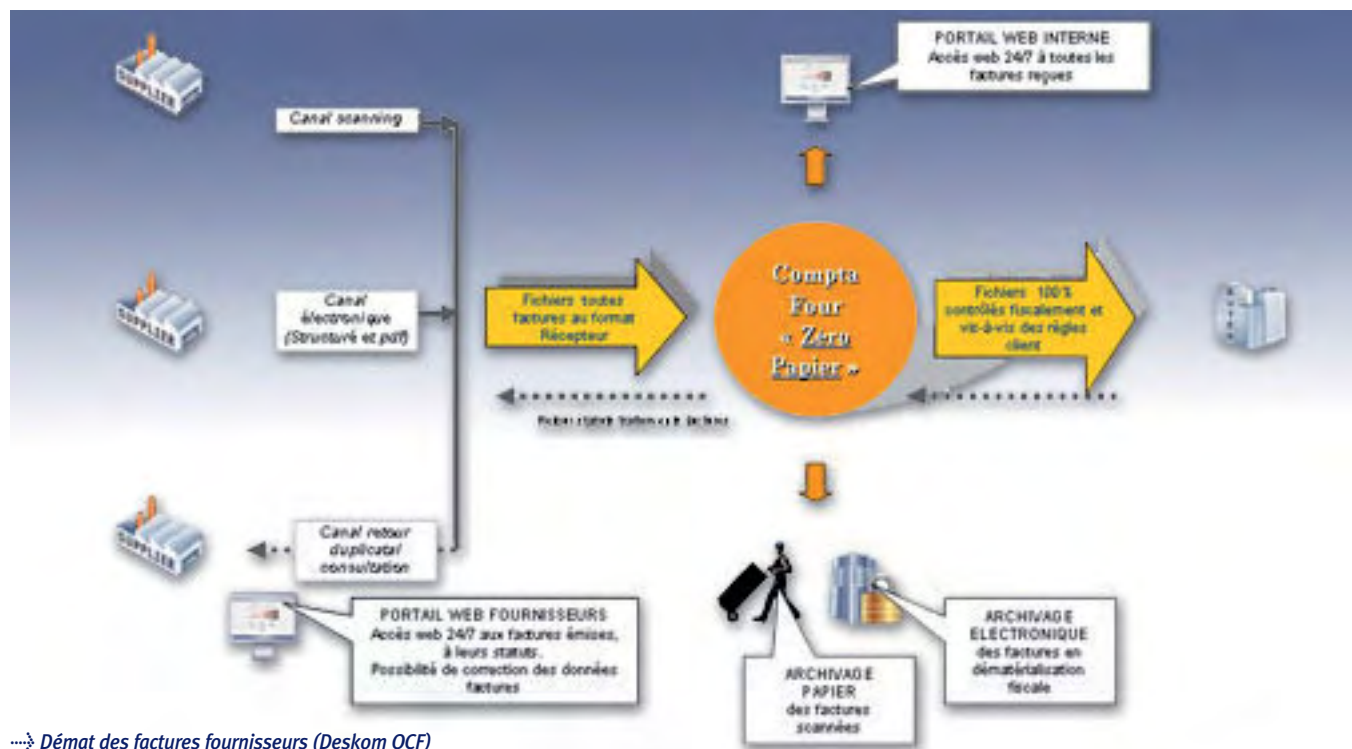 SUPPLIER
Canal scanning
PORTAIL WEB INTERNE
Accès web 24/7 à toutes les
factures reçues
SUPPLIER
Canal
électronique
(Structuré et pdf)
Fichiers toutes
factures au format
Récepteur
Compta
Four
« Zéro
Papier »
Fichiers 100%
contrôlés fiscalement et
vis-à-vis des règles
client
SUPPLIER
Canal retour
duplicata/
consultation
PORTAIL WEB FOURNISSEURS
Accès web 24/7 aux factures émises,
à leurs statuts.
Possibilité de correction des données
factures
ARCHIVAGE
PAPIER
des factures
scannées
ARCHIVAGE
ELECTRONIQUE
des factures en
dématérialisation
fiscale
Démat des factures fournisseurs (Deskom OCF)